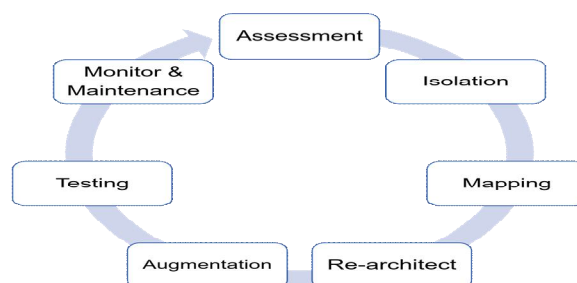 Assessment
Isolation
Mapping
Re-architect
Augmentation
Testing
Monitor &
Maintenance